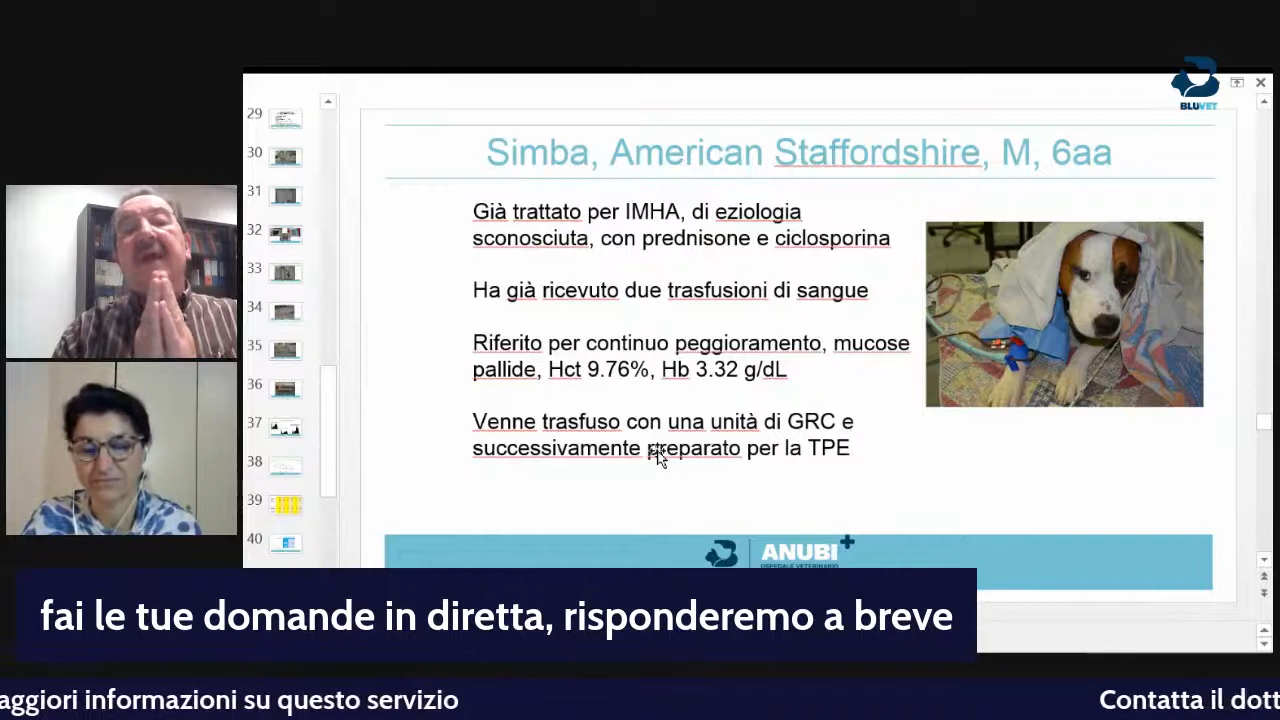 BLUVET
29
30
31
32
33
34
35
36
37
38
39
40
Simba, American Staffordshire, M, 6aa
Già trattato per IMHA, di eziologia
sconosciuta, con prednisone e ciclosporina
Ha già ricevuto due trasfusioni di sangue
Riferito per continuo peggioramento, mucose
pallide, Hct 9.76%, Hb 3.32 g/dL
Venne trasfuso con una unità di GRC e
successivamente preparato per la TPE
ANUBI
OSPEDALE VETERINARIO
fai le tue domande in diretta, risponderemo a breve
aggiori informazioni su questo servizio
Contatta il dott